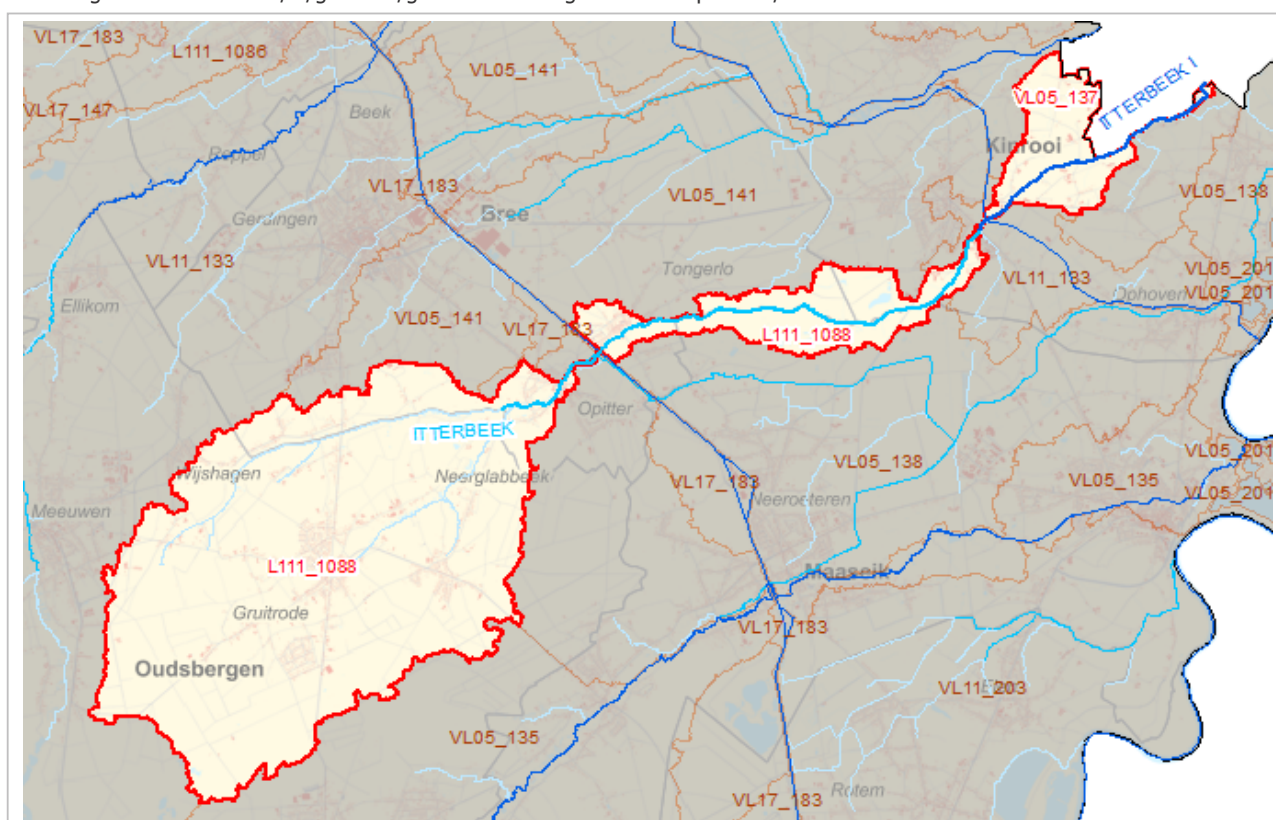 VL17_183
L111_1086
VL05_141
VL17_147
Beek
VL05_137
ITTERBEEK I
Reppel
Kinrooi
VL17_183
VL05_141
VL05_138
Gerdingen
Bree
VL11_133
Tongerlo
VL11_133
VL05_201
Ophoven
VL05_201
Ellikom
VL05_141
VL17_183
L111_1088
Opitter
ITTERBEEK
VL05_201
Wijshagen
Neerglabbeek
VL05_138
VL17_183
VL05_135
VL05_201
Neeroeteren
Meeuwen
L111_1088
Maaseik
Gruitrode
VL17_183
Oudsbergen
VL11_203
VL05_135
Rotem
VL17_183